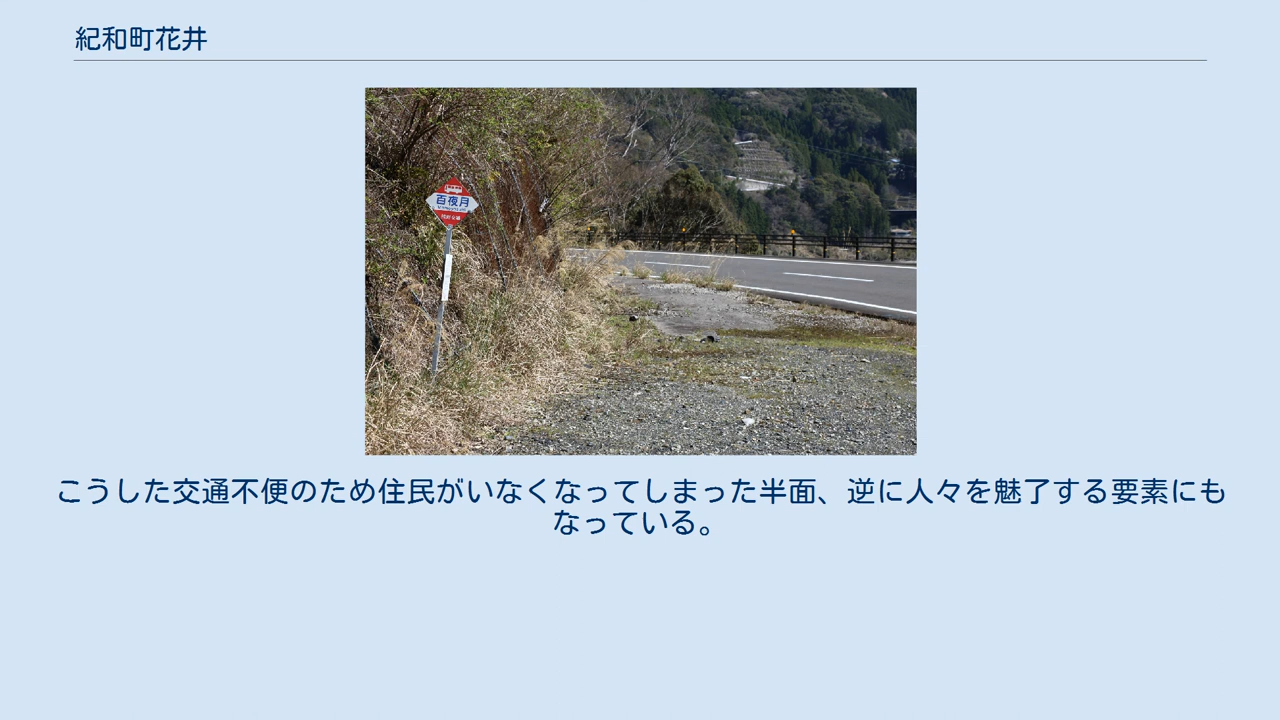 紀和町花井
百夜月
こうした交通不便のため住民がいなくなってしまった半面、逆に人々を魅了する要素にも
なっている。